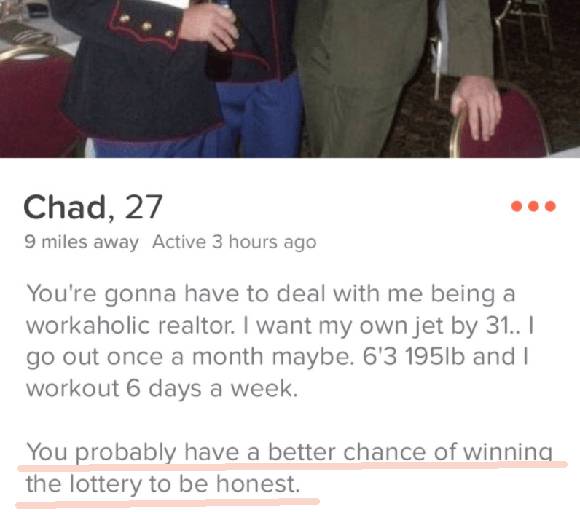 Chad, 27
9 miles away Active 3 hours ago
You're gonna have to deal with me being a
workaholic realtor. I want my own jet by 31.. I
go out once a month maybe. 6'3 195lb and I
workout 6 days a week.
You probably have a better chance of winning
the lottery to be honest.